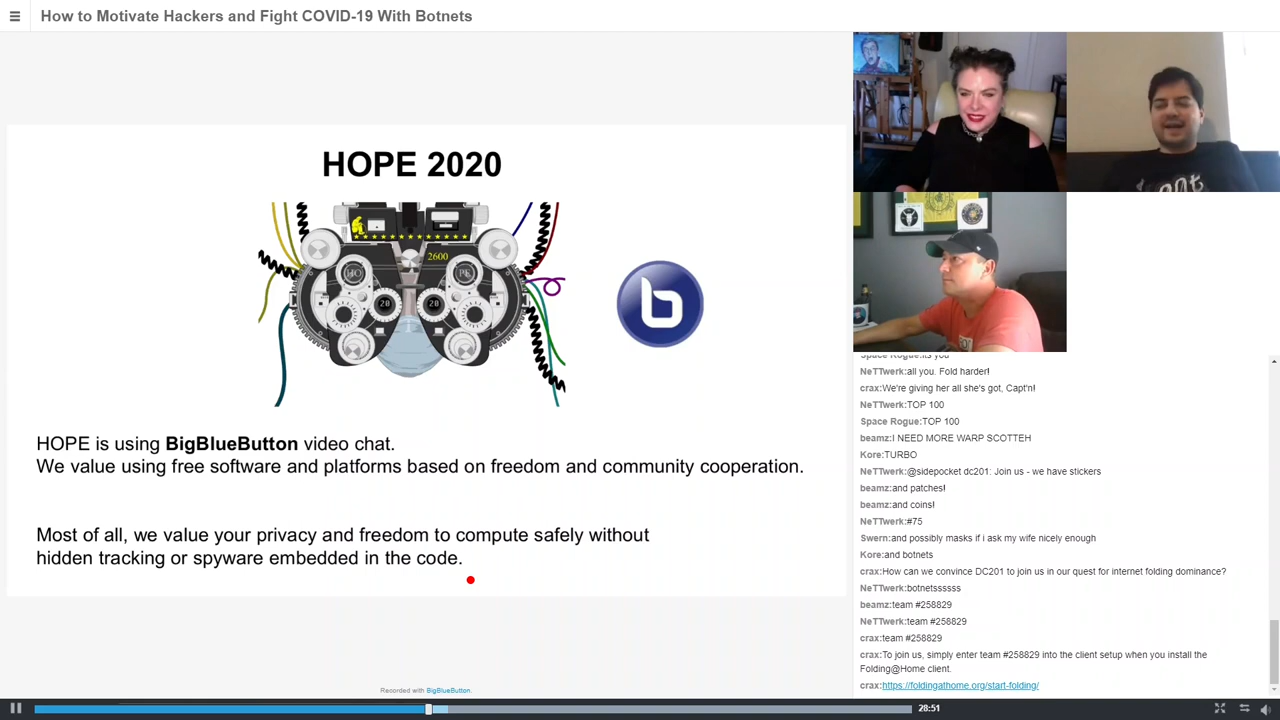 How to Motivate Hackers and Fight COVID-19 With Botnets
HOPE 2020
2600
HO
PE
20
20
b
HOPE is using BigBlueButton video chat.
We value using free software and platforms based on freedom and community cooperation.
Most of all, we value your privacy and freedom to compute safely without
hidden tracking or spyware embedded in the code.
Recorded with BigBlueButton.
Space Rogue:its you
NeTTwerk:all you. Fold harder!
crax:We're giving her all she's got, Capt'n!
NeTTwerk:TOP 100
Space Rogue:TOP 100
beamz:I NEED MORE WARP SCOTTEH
Kore:TURBO
NeTTwerk:@sidepocket dc201: Join us - we have stickers
beamz:and patches!
beamz:and coins!
NeTTwerk:#75
Swern:and possibly masks if i ask my wife nicely enough
Kore:and botnets
crax:How can we convince DC201 to join us in our quest for internet folding dominance?
NeTTwerk:botnetssssss
beamz:team #258829
NeTTwerk:team #258829
crax:team #258829
crax:To join us, simply enter team #258829 into the client setup when you install the
Folding@Home client.
crax:https://foldingathome.org/start-folding/
28:51